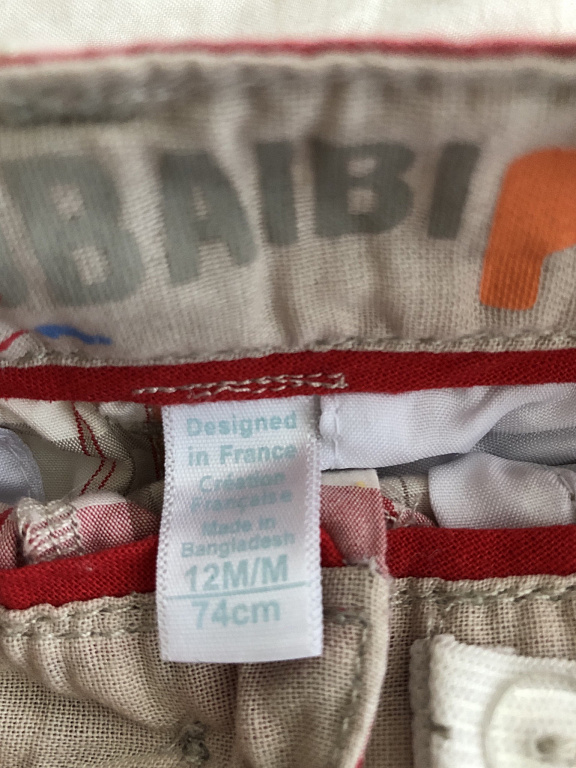 BAIBI
Designed
in France
Création
Française
Made in
Bangladesh
12M/M
74cm